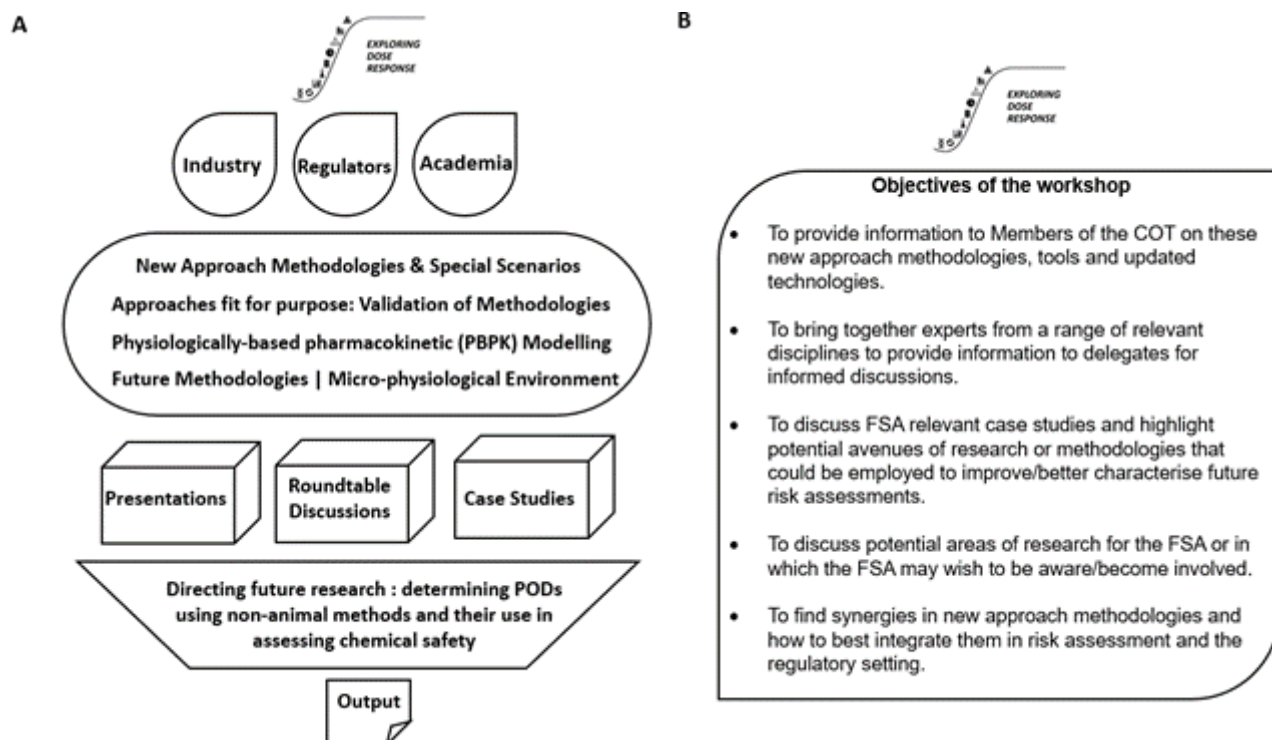 A
EXPLORING
DOSE
RESPONSE
Industry
Regulators
Academia
New Approach Methodologies & Special Scenarios
Approaches fit for purpose: Validation of Methodologies
Physiologically-based pharmacokinetic (PBPK) Modelling
Future Methodologies | Micro-physiological Environment
Presentations
Roundtable
Discussions
Case Studies
Directing future research : determining PODs
using non-animal methods and their use in
assessing chemical safety
Output
B
EXPLORING
DOSE
RESPONSE
Objectives of the workshop
• To provide information to Members of the COT on these
new approach methodologies, tools and updated
technologies.
• To bring together experts from a range of relevant
disciplines to provide information to delegates for
informed discussions.
• To discuss FSA relevant case studies and highlight
potential avenues of research or methodologies that
could be employed to improve/better characterise future
risk assessments.
• To discuss potential areas of research for the FSA or in
which the FSA may wish to be aware/become involved.
• To find synergies in new approach methodologies and
how to best integrate them in risk assessment and the
regulatory setting.